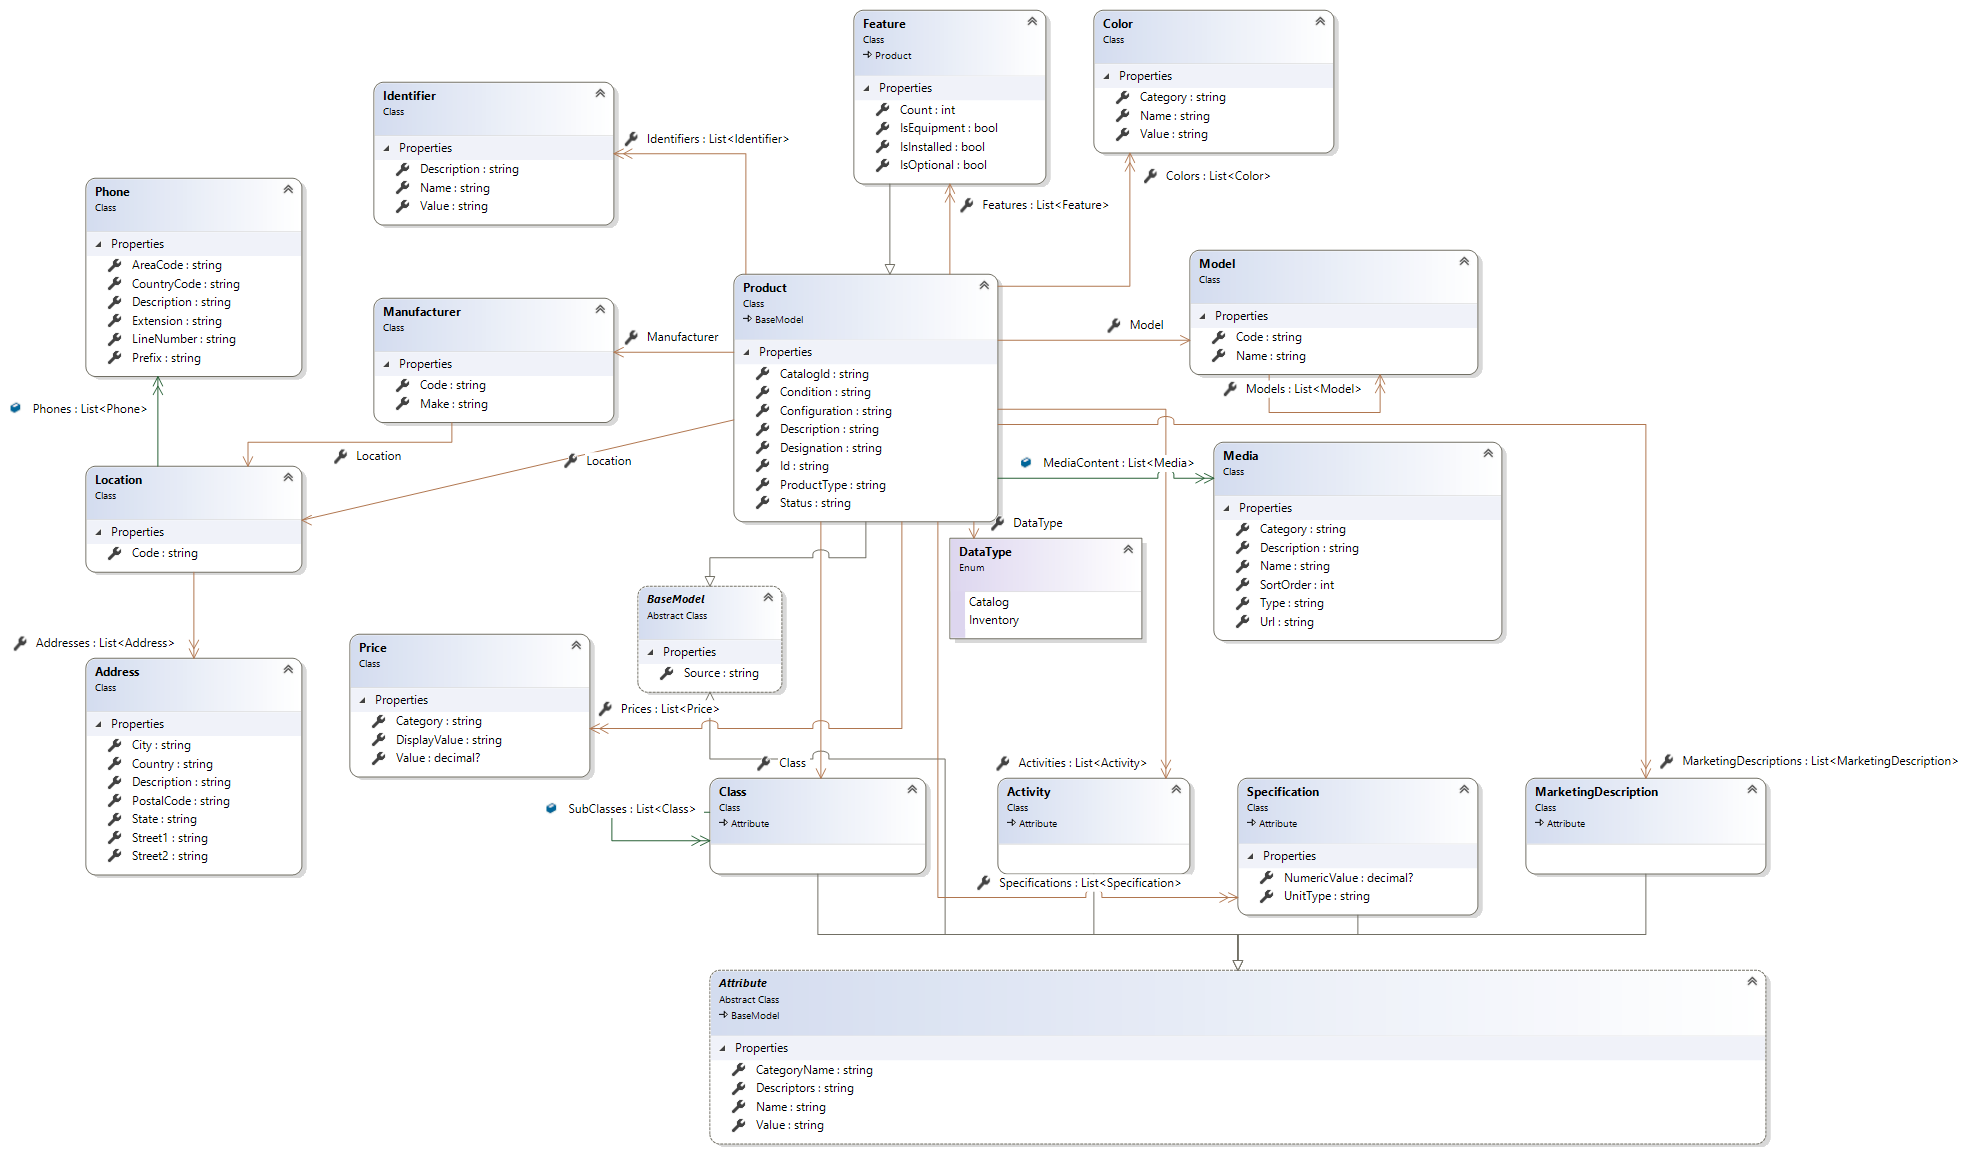 Feature
Class
Product
Properties
Count : int
IsEquipment : bool
IsInstalled : bool
IsOptional : bool
Color
Class
Properties
Category : string
Name : string
Value : string
Identifier
Class
Properties
Description : string
Name : string
Value : string
Identifiers : List<Identifier>
Features : List<Feature>
Colors : List<Color>
Phone
Class
Properties
AreaCode : string
CountryCode : string
Description : string
Extension : string
LineNumber : string
Prefix : string
Phones : List<Phone>
Manufacturer
Class
Properties
Code : string
Make : string
Manufacturer
Product
Class
BaseModel
Properties
CatalogId : string
Condition : string
Configuration : string
Description : string
Designation : string
Id : string
ProductType : string
Status : string
Model
Model
Class
Properties
Code : string
Name : string
Models : List<Model>
Location
Location
Location
Class
Properties
Code : string
MediaContent : List<Media>
Media
Class
Properties
Category : string
Description : string
Name : string
SortOrder : int
Type : string
Url : string
DataType
DataType
Enum
Catalog
Inventory
BaseModel
Abstract Class
Properties
Source : string
Addresses : List<Address>
Address
Class
Properties
City : string
Country : string
Description : string
PostalCode : string
State : string
Street1 : string
Street2 : string
Price
Class
Properties
Category : string
DisplayValue : string
Value : decimal?
Prices : List<Price>
Class
Activities : List<Activity>
MarketingDescriptions : List<MarketingDescription>
SubClasses : List<Class>
Class
Class
Attribute
Activity
Class
Attribute
Specification
Class
Attribute
Properties
NumericValue : decimal?
UnitType : string
MarketingDescription
Class
Attribute
Specifications : List<Specification>
Attribute
Abstract Class
BaseModel
Properties
CategoryName : string
Descriptors : string
Name : string
Value : string